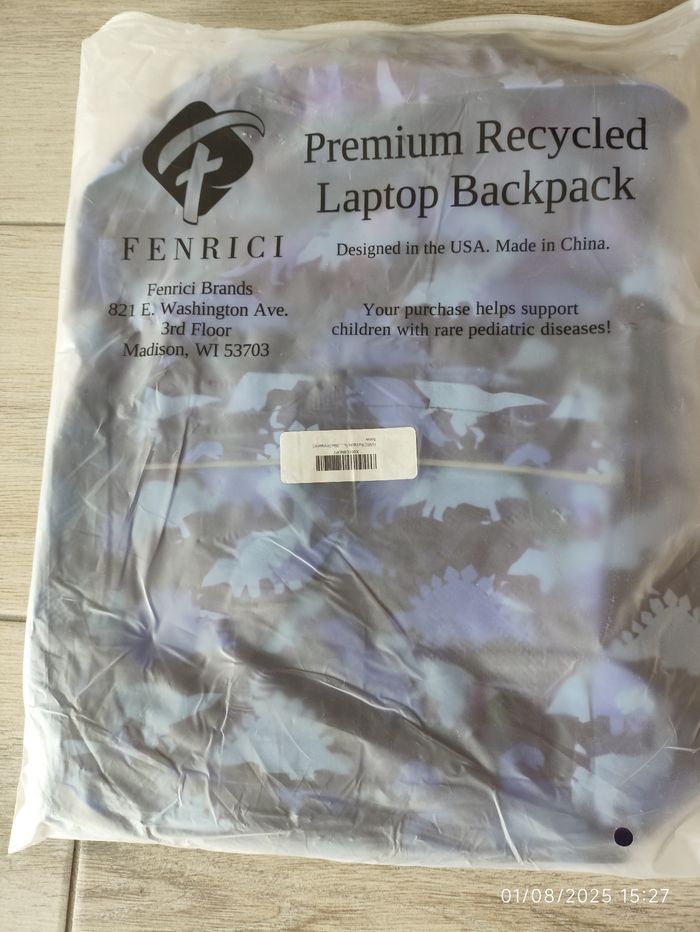 FENRICI
Premium Recycled
Laptop Backpack
Designed in the USA. Made in China.
Fenrici Brands
821 E. Washington Ave.
3rd Floor
Madison, WI 53703
Your purchase helps support
children with rare pediatric diseases!
New
01/08/2025 15:27